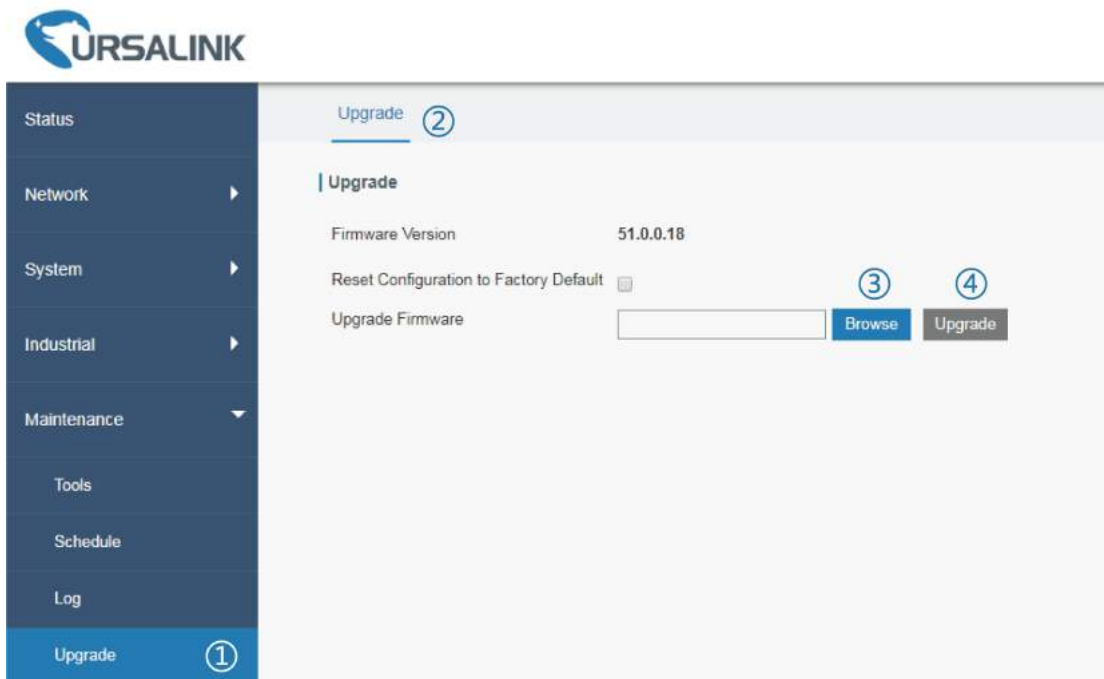 URSALINK
Status
Upgrade ②
Network
Upgrade
Firmware Version 51.0.0.18
System
Reset Configuration to Factory Default
③ ④
Upgrade Firmware Browse Upgrade
Industrial
Maintenance
Tools
Schedule
Log
Upgrade ①